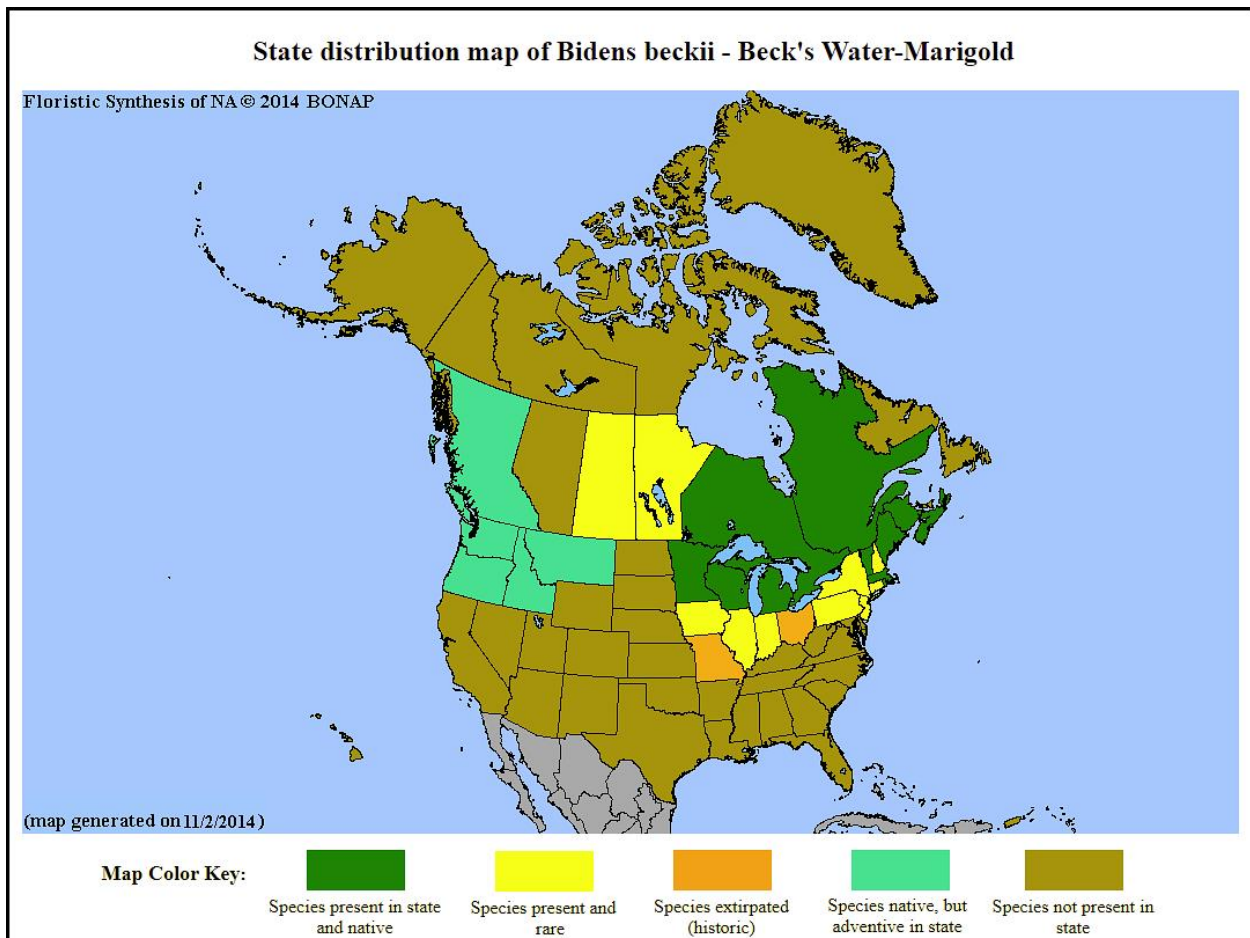 State distribution map of Bidens beckii - Beck's Water-Marigold
Floristic Synthesis of NA © 2014 BONAP
(map generated on 11/2/2014)
Map Color Key:
Species present in state
and native
Species present and
rare
Species extirpated
(historic)
Species native, but
adventive in state
Species not present in
state